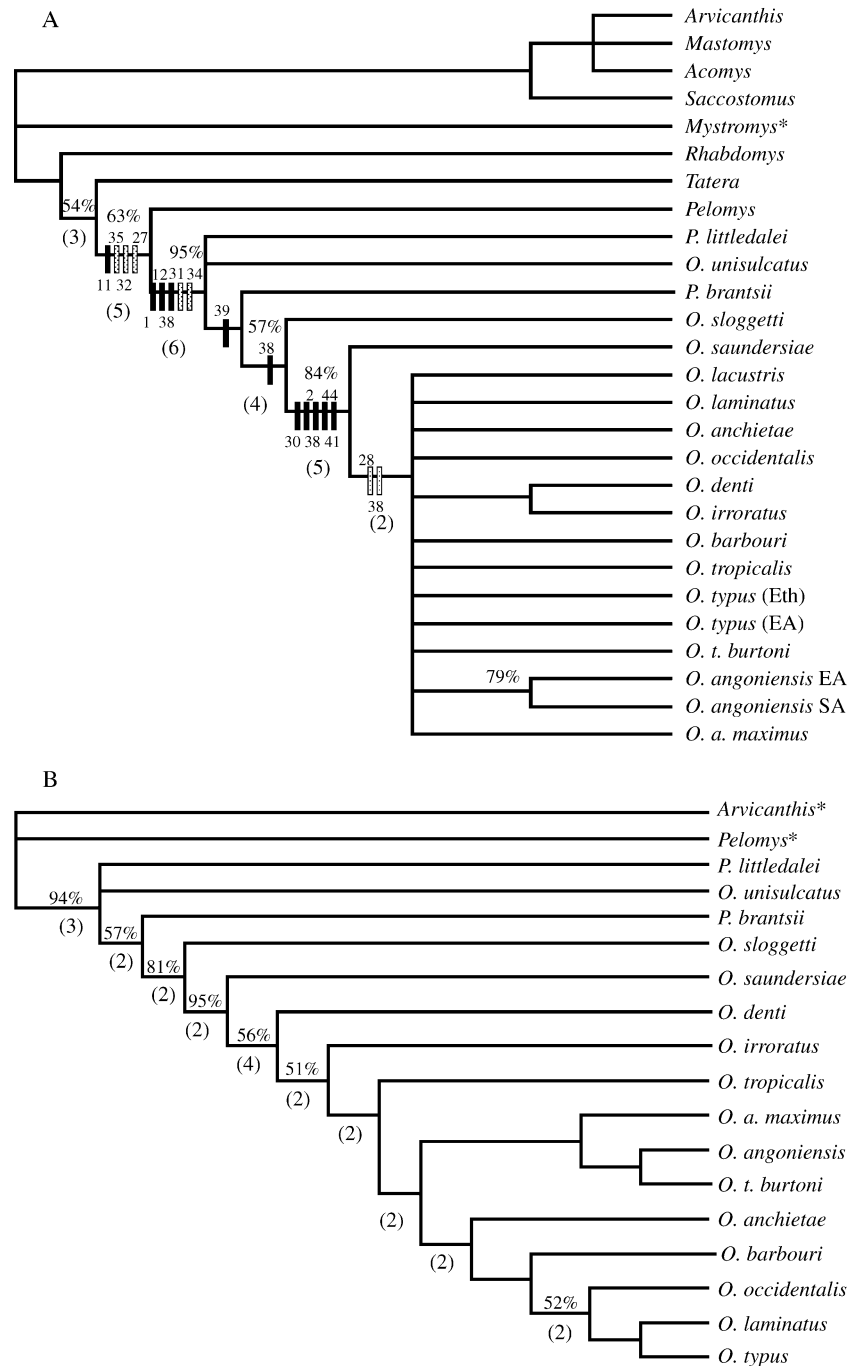 A
Arvicanthis
Mastomys
Acomys
Saccostomus
Mystromys*
Rhabdomys
Tatera
54%
63%
Pelomys
(3)
35 27
P. littledalei
95%
O. unisulcatus
11 32
1231 34
(5)
P. brantsii
1 38
39
57%
O. sloggetti
(6)
38
O. saundersiae
84%
O. lacustris
(4)
2 44
O. laminatus
30 38 41
O. anchietae
(5)
28
O. occidentalis
38
O. denti
(2)
O. irroratus
O. barbouri
O. tropicalis
O. typus (Eth)
O. typus (EA)
O. t. burtoni
79%
O. angoniensis EA
O. angoniensis SA
O. a. maximus
B
Arvicanthis*
Pelomys*
P. littledalei
94%
O. unisulcatus
(3)
P. brantsii
57%
O. sloggetti
(2)
81%
O. saundersiae
(2)
95%
O. denti
(2)
56%
O. irroratus
(4)
51%
O. tropicalis
(2)
O. a. maximus
(2)
O. angoniensis
O. t. burtoni
(2)
O. anchietae
(2)
O. barbouri
O. occidentalis
52%
O. laminatus
(2)
O. typus